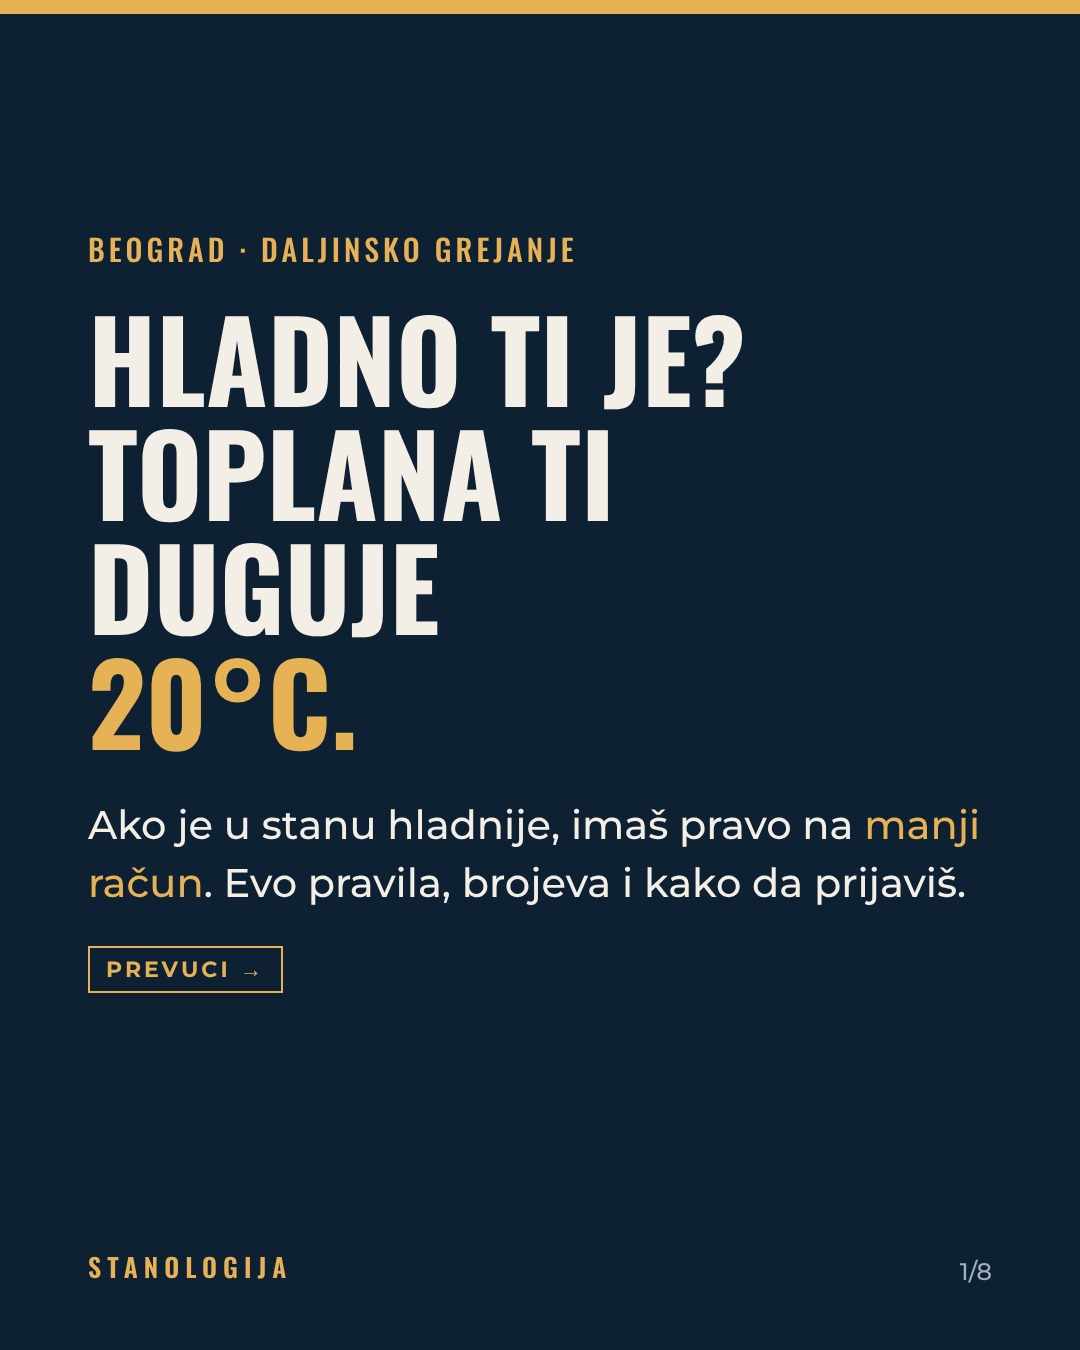 BEOGRAD · DALJINSKO GREJANJE
HLADNO TI JE?
TOPLANA TI
DUGUJE
20°C.
Ako je u stanu hladnije, imaš pravo na manji
račun. Evo pravila, brojeva i kako da prijaviš.
PREVUCI →
STANOLOGIJA
1/8